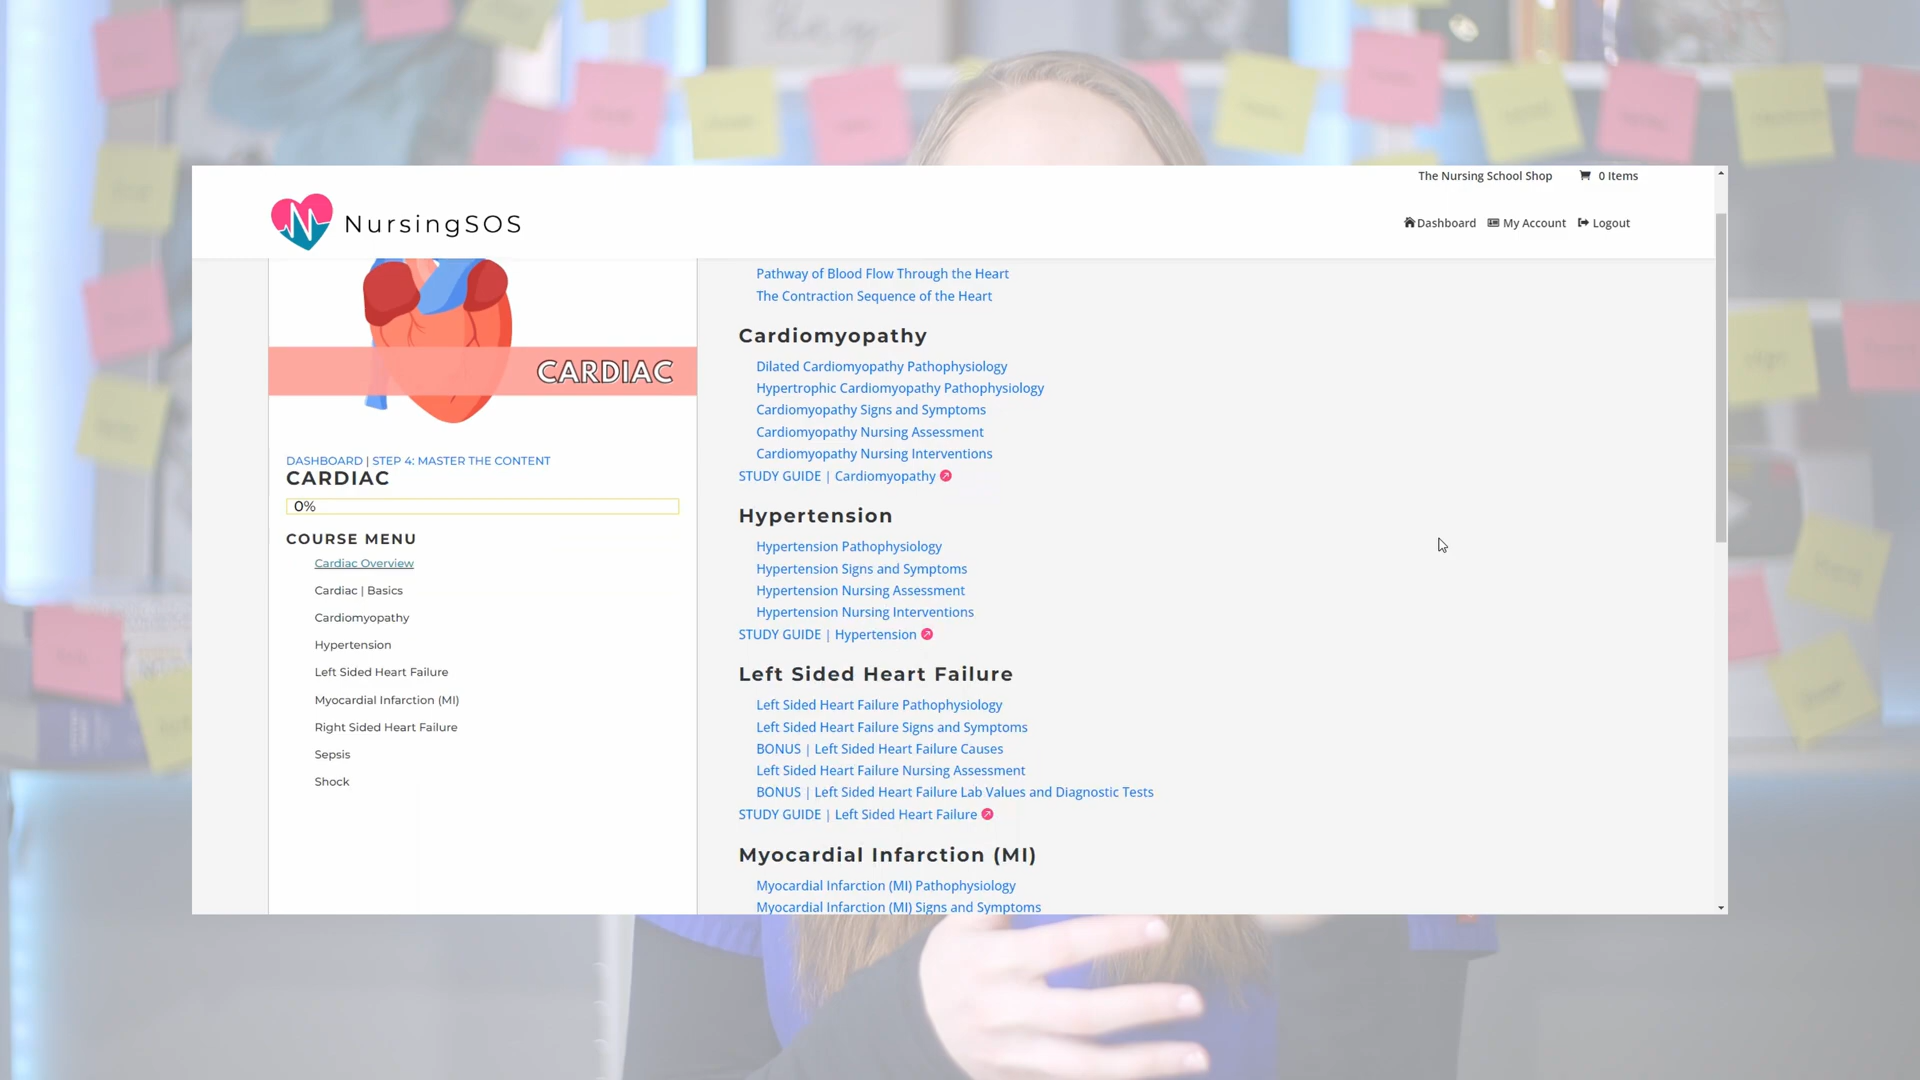 The Nursing School Shop 0 Items
NursingSOS
Dashboard My Account Logout
CARDIAC
DASHBOARD | STEP 4: MASTER THE CONTENT
CARDIAC
0%
COURSE MENU
Cardiac Overview
Cardiac | Basics
Cardiomyopathy
Hypertension
Left Sided Heart Failure
Myocardial Infarction (MI)
Right Sided Heart Failure
Sepsis
Shock
Pathway of Blood Flow Through the Heart
The Contraction Sequence of the Heart
Cardiomyopathy
Dilated Cardiomyopathy Pathophysiology
Hypertrophic Cardiomyopathy Pathophysiology
Cardiomyopathy Signs and Symptoms
Cardiomyopathy Nursing Assessment
Cardiomyopathy Nursing Interventions
STUDY GUIDE | Cardiomyopathy
Hypertension
Hypertension Pathophysiology
Hypertension Signs and Symptoms
Hypertension Nursing Assessment
Hypertension Nursing Interventions
STUDY GUIDE | Hypertension
Left Sided Heart Failure
Left Sided Heart Failure Pathophysiology
Left Sided Heart Failure Signs and Symptoms
BONUS | Left Sided Heart Failure Causes
Left Sided Heart Failure Nursing Assessment
BONUS | Left Sided Heart Failure Lab Values and Diagnostic Tests
STUDY GUIDE | Left Sided Heart Failure
Myocardial Infarction (MI)
Myocardial Infarction (MI) Pathophysiology
Myocardial Infarction (MI) Signs and Symptoms